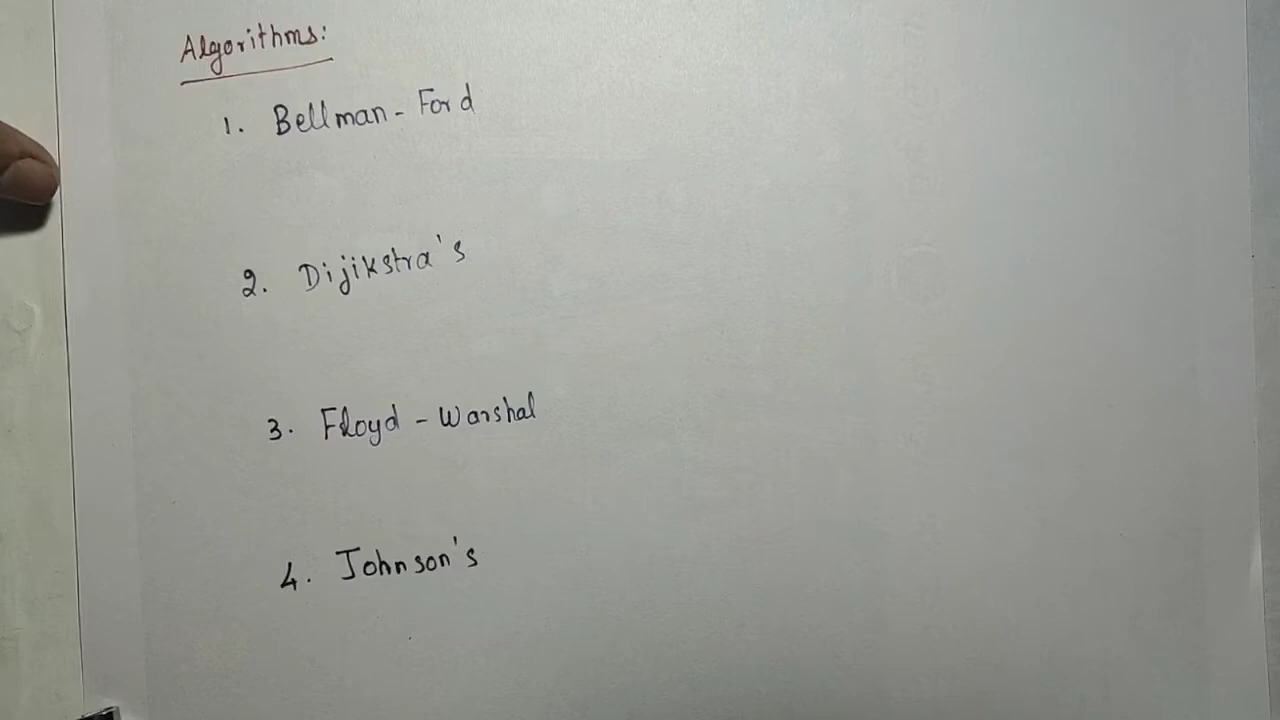 Algorithms:
1. Bellman - Ford
2. Dijikstra's
3. Floyd - Warshal
4. Johnson's